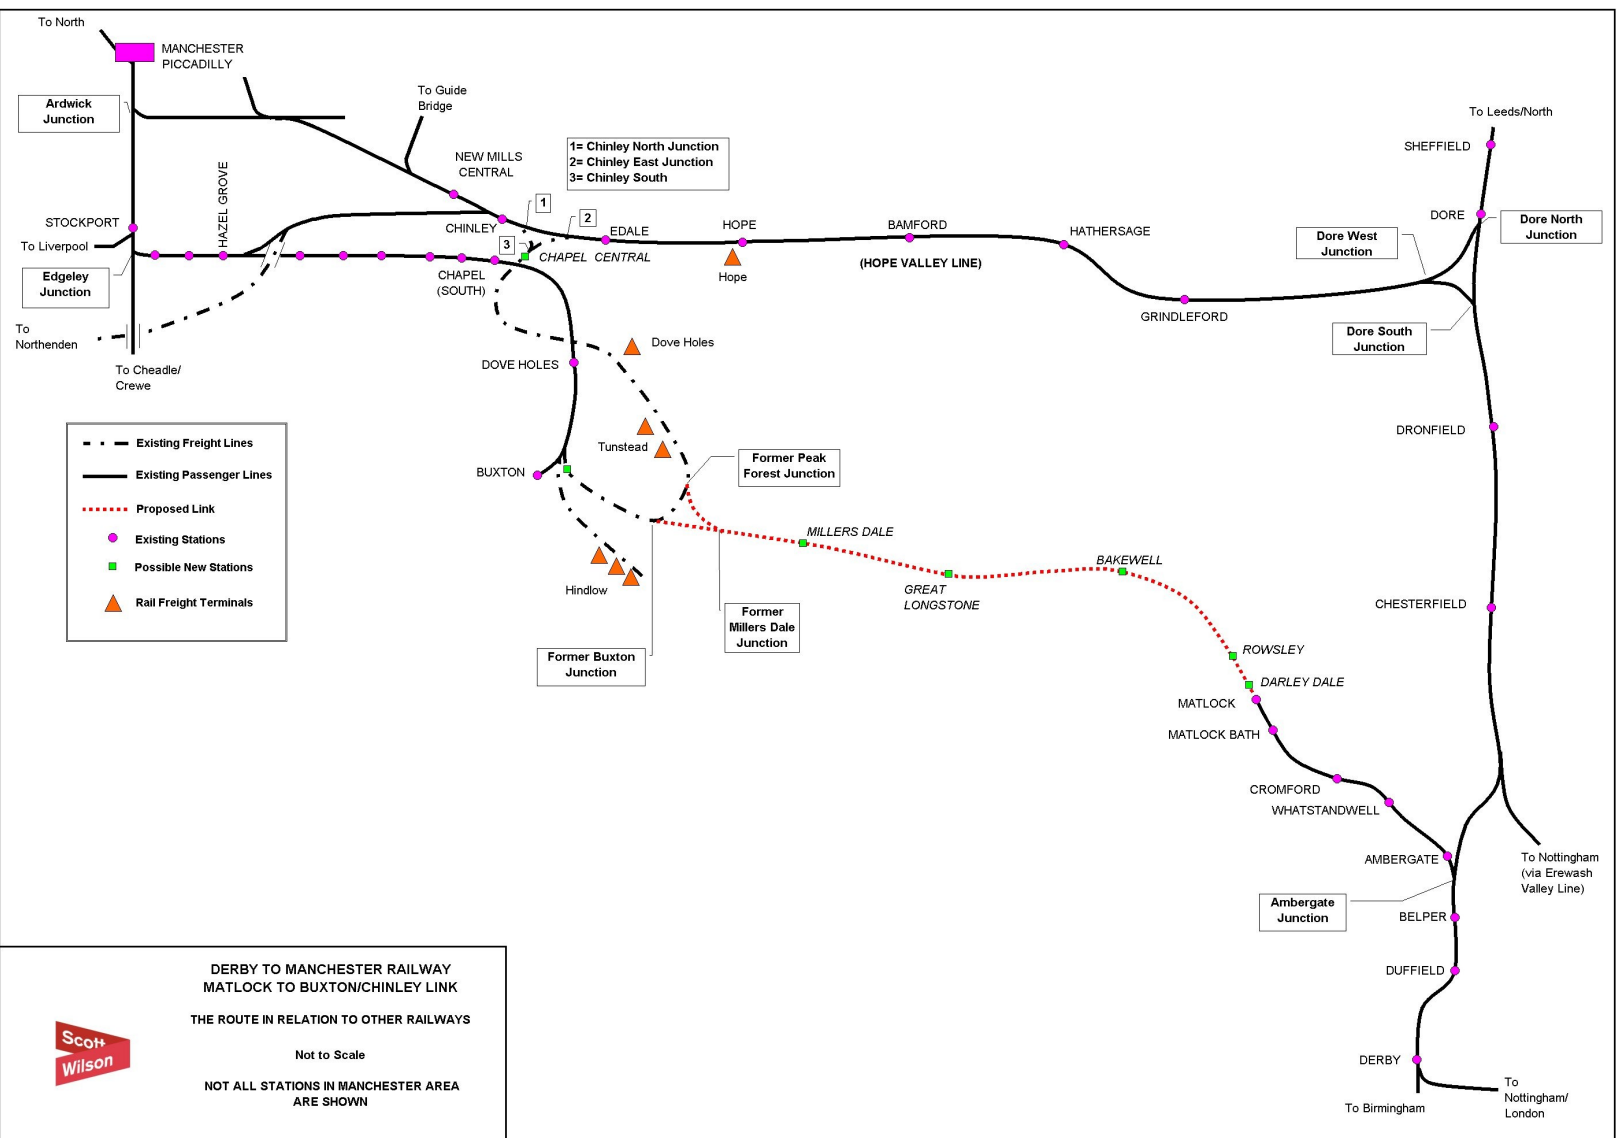 To North
MANCHESTER
PICCADILLY
Ardwick
Junction
To Guide
Bridge
NEW MILLS
CENTRAL
1= Chinley North Junction
2= Chinley East Junction
3= Chinley South
To Leeds/North
SHEFFIELD
DORE
Dore North
Junction
Dore West
Junction
Dore South
Junction
STOCKPORT
To Liverpool
Edgeley
Junction
HAZEL GROVE
CHINLEY
1
2
3
EDALE
HOPE
BAMFORD
HATHERSAGE
CHAPEL CENTRAL
(HOPE VALLEY LINE)
Hope
CHAPEL
(SOUTH)
GRINDLEFORD
To
Northenden
To Cheadle/
Crewe
DOVE HOLES
Dove Holes
Tunstead
BUXTON
Former Peak
Forest Junction
DRONFIELD
Existing Freight Lines
Existing Passenger Lines
Proposed Link
Existing Stations
Possible New Stations
Rail Freight Terminals
MILLERS DALE
GREAT
LONGSTONE
BAKEWELL
Hindlow
Former
Millers Dale
Junction
Former Buxton
Junction
CHESTERFIELD
ROWSLEY
DARLEY DALE
MATLOCK
MATLOCK BATH
CROMFORD
WHATSTANDWELL
AMBERGATE
To Nottingham
(via Erewash
Valley Line)
Ambergate
Junction
BELPER
DUFFIELD
DERBY
To
Nottingham/
London
To Birmingham
DERBY TO MANCHESTER RAILWAY
MATLOCK TO BUXTON/CHINLEY LINK
THE ROUTE IN RELATION TO OTHER RAILWAYS
Not to Scale
NOT ALL STATIONS IN MANCHESTER AREA
ARE SHOWN
Scott
Wilson